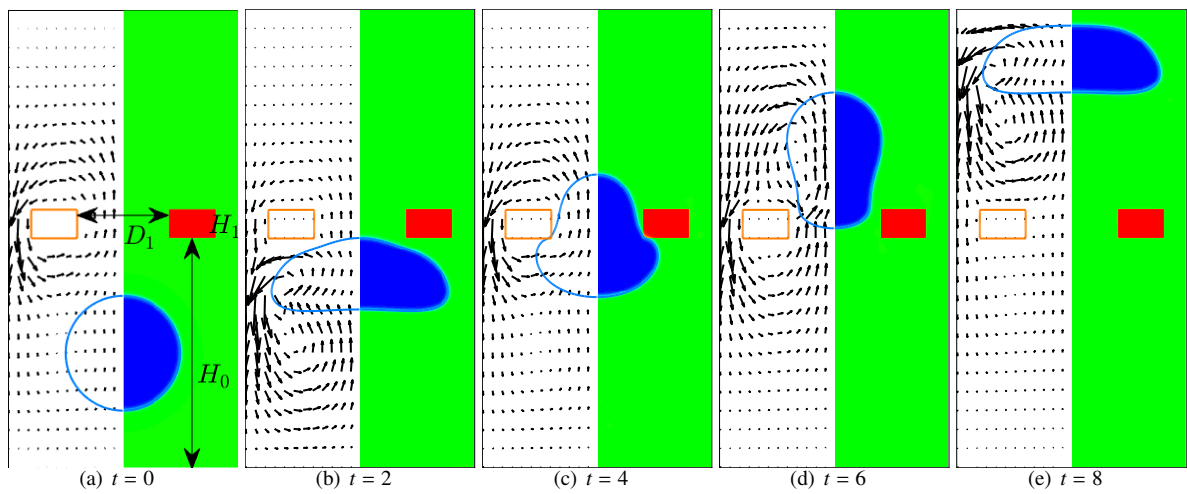 H₁
D₁
H₀
(a) t = 0
(b) t = 2
(c) t = 4
(d) t = 6
(e) t = 8